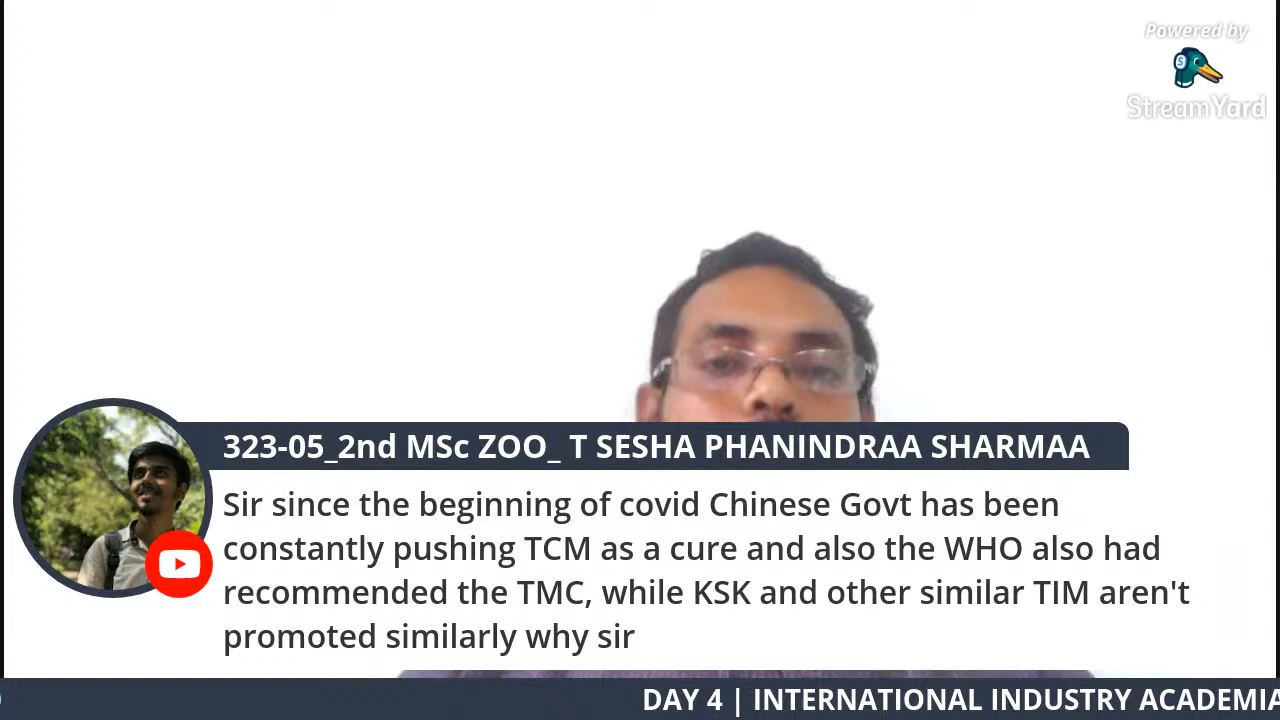 Powered by
StreamYard
323-05_2nd MSc ZOO_ T SESHA PHANINDRAA SHARMAA
Sir since the beginning of covid Chinese Govt has been
constantly pushing TCM as a cure and also the WHO also had
recommended the TMC, while KSK and other similar TIM aren't
promoted similarly why sir
DAY 4 | INTERNATIONAL INDUSTRY ACADEMIA